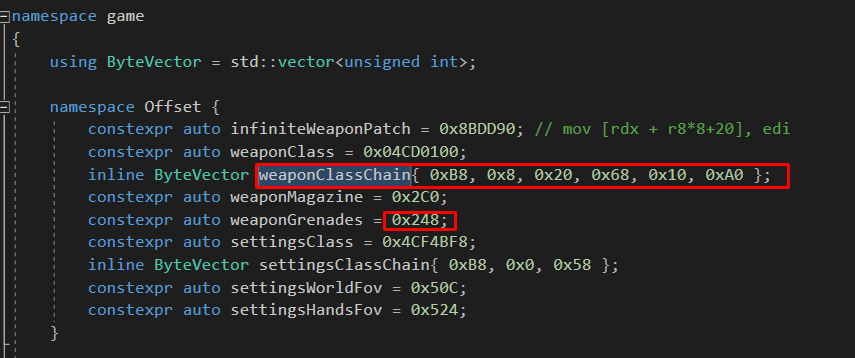 namespace game
{
using ByteVector = std::vector<unsigned int>;
namespace Offset {
constexpr auto infiniteWeaponPatch = 0x8BDD90; // mov [rdx + r8*8+20], edi
constexpr auto weaponClass = 0x04CD0100;
inline ByteVector weaponClassChain{ 0xB8, 0x8, 0x20, 0x68, 0x10, 0xA0 };
constexpr auto weaponMagazine = 0x2C0;
constexpr auto weaponGrenades = 0x248;
constexpr auto settingsClass = 0x4CF4BF8;
inline ByteVector settingsClassChain{ 0xB8, 0x0, 0x58 };
constexpr auto settingsWorldFov = 0x50C;
constexpr auto settingsHandsFov = 0x524;
}